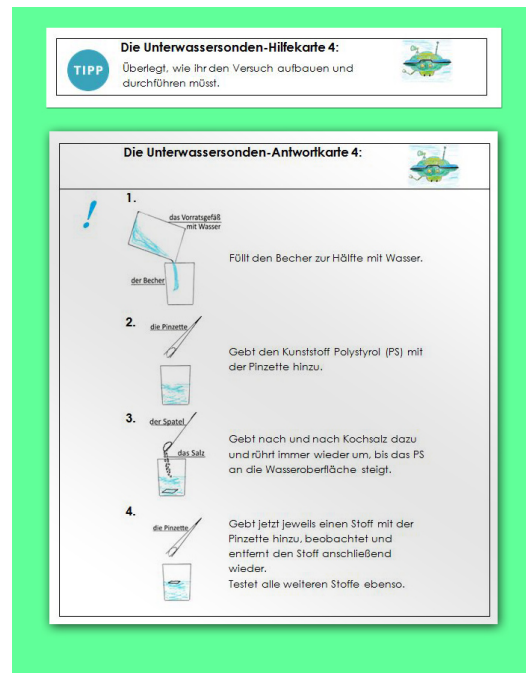 Die Unterwassersonden-Hilfekarte 4:
TIPP
Überlegt, wie ihr den Versuch aufbauen und
durchführen müsst.
Die Unterwassersonden-Antwortkarte 4:
!
1.
das Vorratsgefäß
mit Wasser
der Becher
Füllt den Becher zur Hälfte mit Wasser.
2.
die Pinzette
Gebt den Kunststoff Polystyrol (PS) mit
der Pinzette hinzu.
3.
der Spatel
das Salz
Gebt nach und nach Kochsalz dazu
und rührt immer wieder um, bis das PS
an die Wasseroberfläche steigt.
4.
die Pinzette
Gebt jetzt jeweils einen Stoff mit der
Pinzette hinzu, beobachtet und
entfernt den Stoff anschließend
wieder.
Testet alle weiteren Stoffe ebenso.